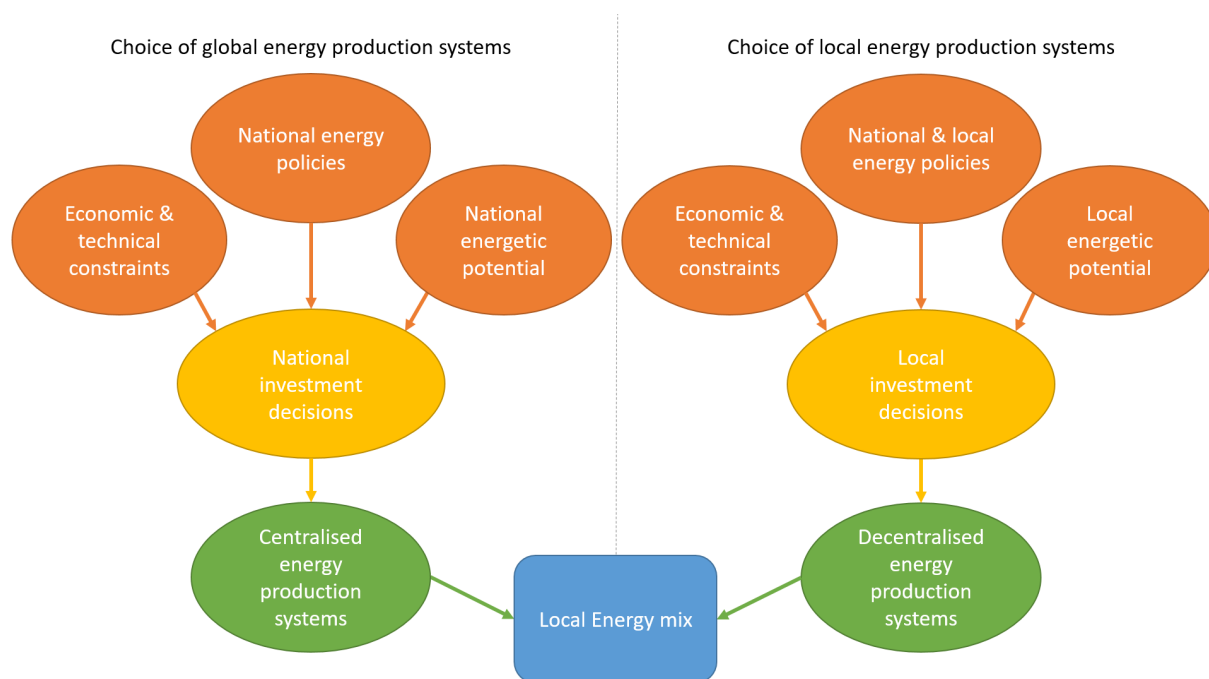 Choice of global energy production systems
Choice of local energy production systems
National energy
policies
Economic &
technical
constraints
National
energetic
potential
National & local
energy policies
Economic &
technical
constraints
Local
energetic
potential
National
investment
decisions
Local
investment
decisions
Centralised
energy
production
systems
Decentralised
energy
production
systems
Local Energy mix